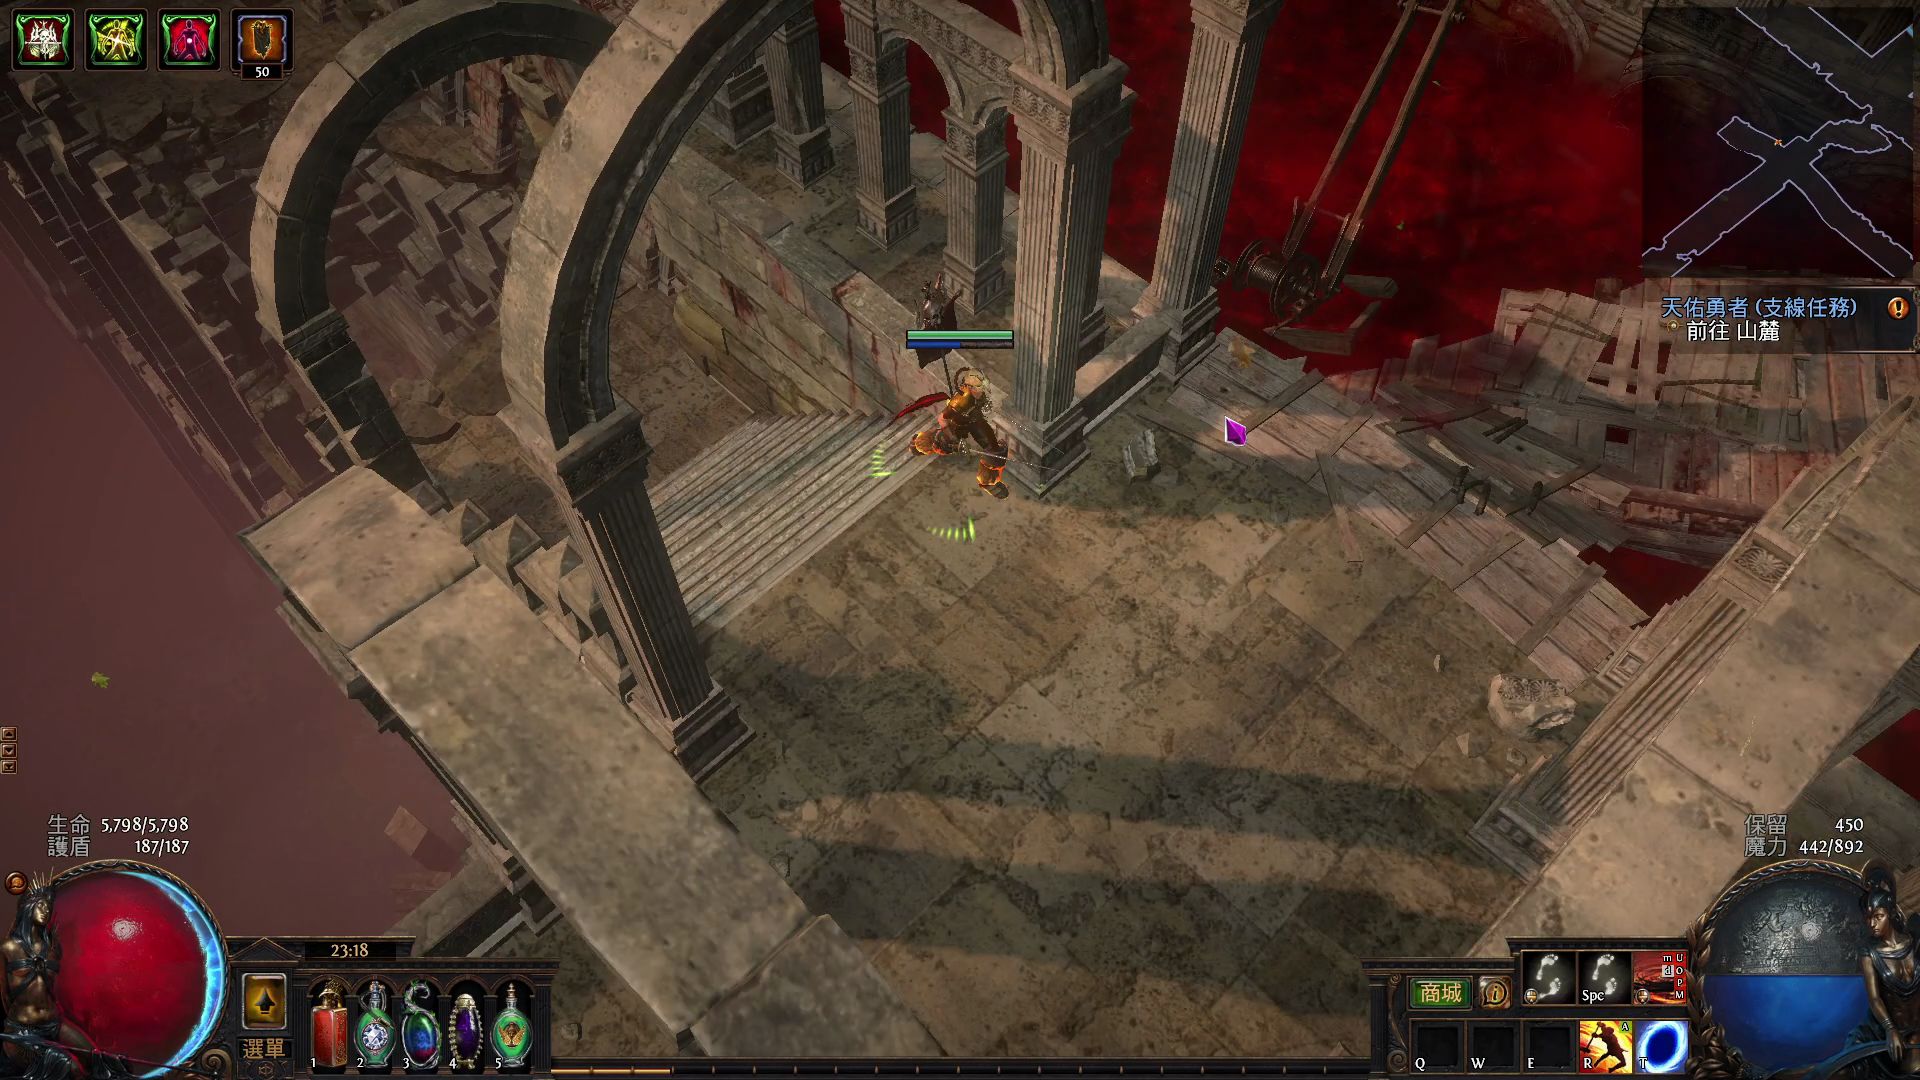 50
天佑勇者 (支線任務)
前往 山麓
生命 5,798/5,798
護盾 187/187
保留 450
魔力 442/892
23:18
選單
1
2
3
4
5
商城
Spc
m U
d O
P
M
Q
W
E
R
A
T